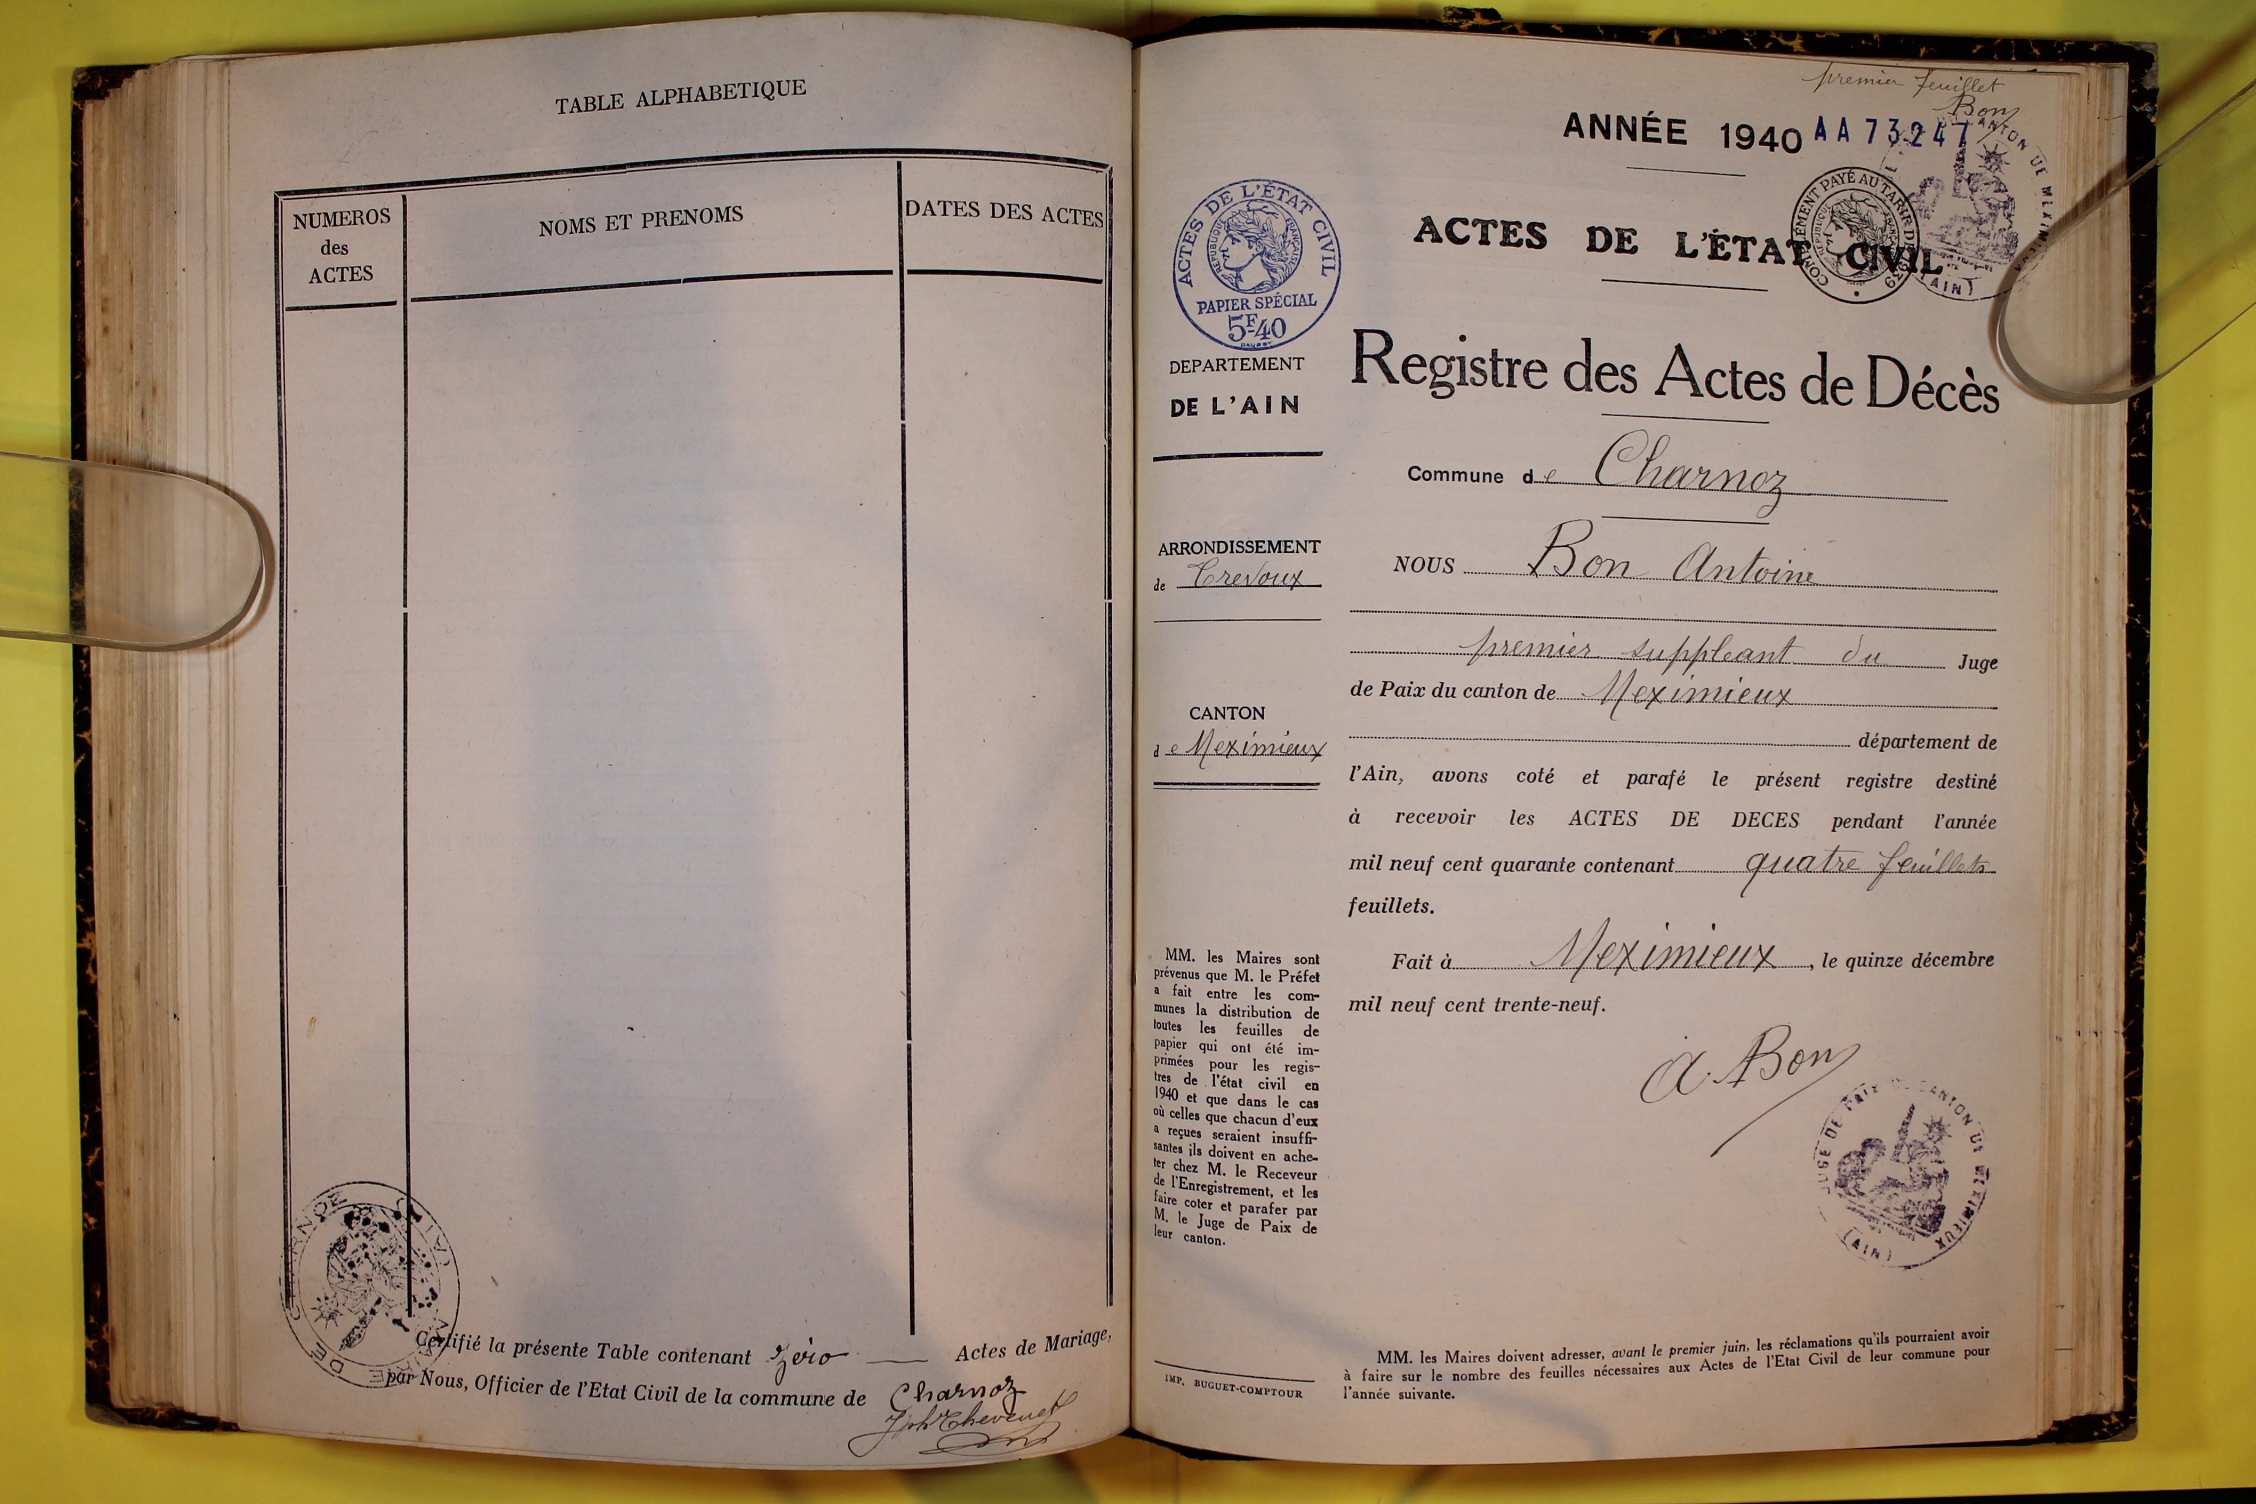 TABLE ALPHABETIQUE
NUMEROS
des
ACTES
NOMS ET PRENOMS
DATES DES ACTES
Certifié la présente Table contenant zéro Actes de Mariage,
par Nous, Officier de l'Etat Civil de la commune de Charnoz
Jph Thevenet
premier feuillet
Bon
ANNÉE 1940 AA 73247
ACTES DE L'ÉTAT CIVIL
RÉPUBLIQUE FRANÇAISE
PAPIER SPÉCIAL
5F.40
COMPLÉMENT PAYÉ AU TARIF DE 1939
ACTES DE L'ÉTAT CIVIL
DEPARTEMENT
DE L'AIN
ARRONDISSEMENT
de Trevoux
CANTON
de Meximieux
MM. les Maires sont
prévenus que M. le Préfet
a fait entre les com-
munes la distribution de
toutes les feuilles de
papier qui ont été im-
primées pour les regis-
tres de l'état civil en
1940 et que dans le cas
où celles que chacun d'eux
a reçues seraient insuffi-
santes ils doivent en ache-
ter chez M. le Receveur
de l'Enregistrement, et les
faire coter et parafer par
M. le Juge de Paix de
leur canton.
IMP. BUGUET-COMPTOUR
Registre des Actes de Décès
Commune de Charnoz
NOUS Bon Antoine
premier suppleant du Juge
de Paix du canton de Meximieux
département de
l'Ain, avons coté et parafé le présent registre destiné
à recevoir les ACTES DE DECES pendant l'année
mil neuf cent quarante contenant quatre feuillets
feuillets.
Fait à Meximieux, le quinze décembre
mil neuf cent trente-neuf.
A. Bon
JUGE DE PAIX DU CANTON DE MEXIMIEUX
(AIN)
MM. les Maires doivent adresser, avant le premier juin, les réclamations qu'ils pourraient avoir
à faire sur le nombre des feuilles nécessaires aux Actes de l'Etat Civil de leur commune pour
l'année suivante.